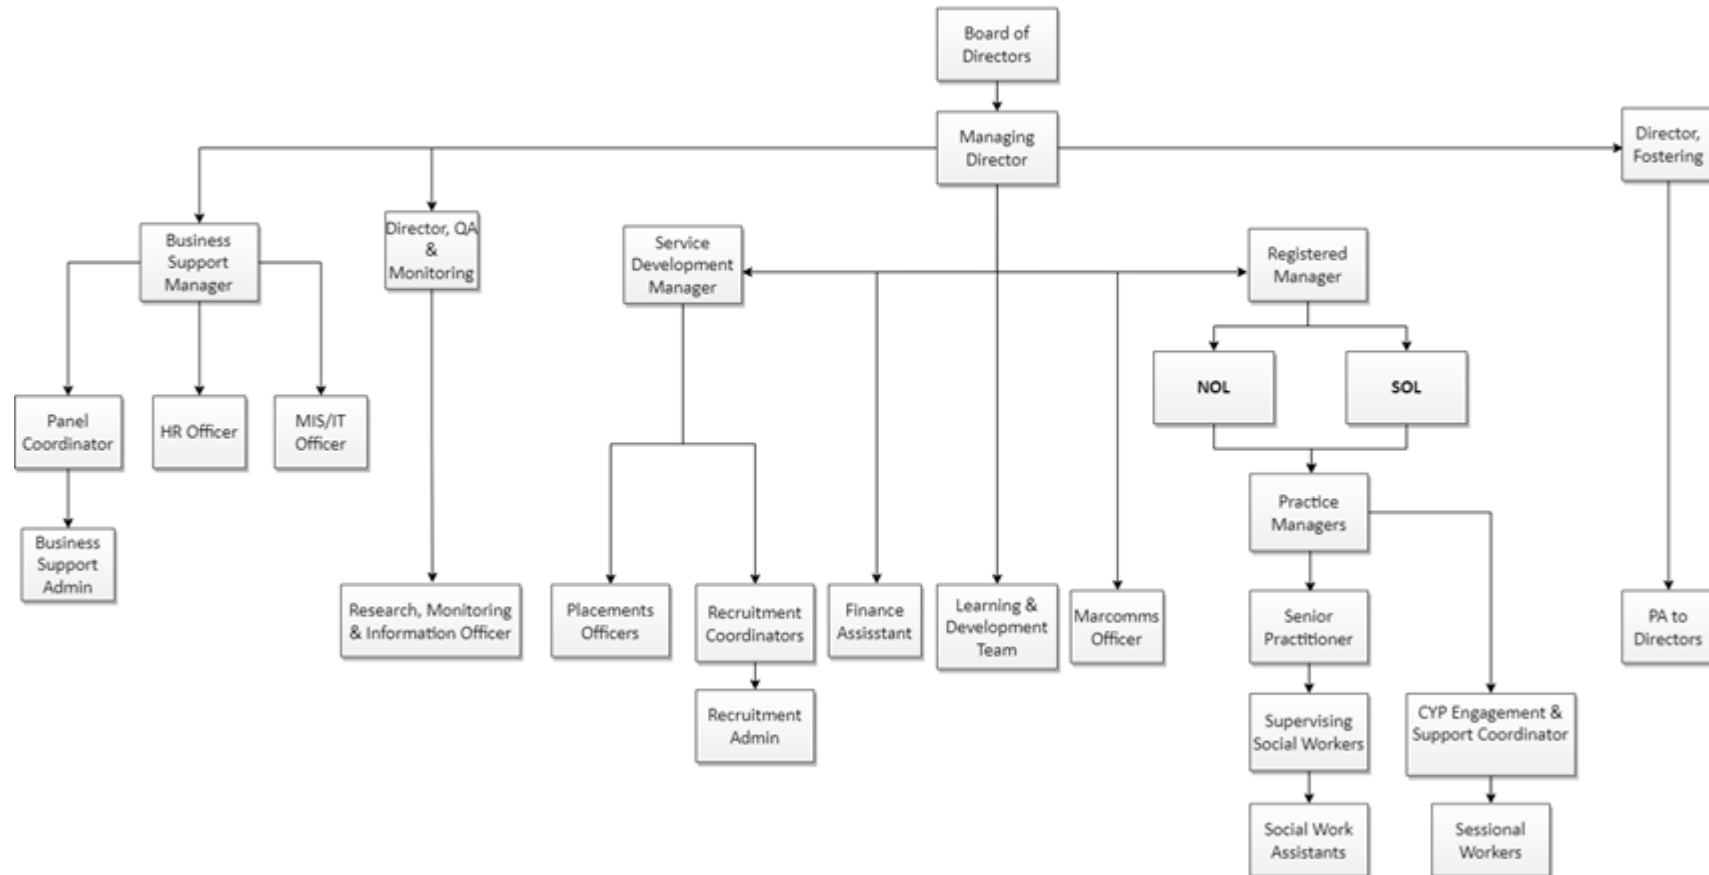 Board of
Directors
Managing
Director
Director,
Fostering
Business
Support
Manager
Director, QA
&
Monitoring
Service
Development
Manager
Registered
Manager
NOL
SOL
Panel
Coordinator
HR Officer
MIS/IT
Officer
Practice
Managers
Business
Support
Admin
Research, Monitoring
& Information Officer
Placements
Officers
Recruitment
Coordinators
Finance
Assisstant
Learning &
Development
Team
Marcomms
Officer
Senior
Practitioner
PA to
Directors
Recruitment
Admin
Supervising
Social Workers
CYP Engagement &
Support Coordinator
Social Work
Assistants
Sessional
Workers